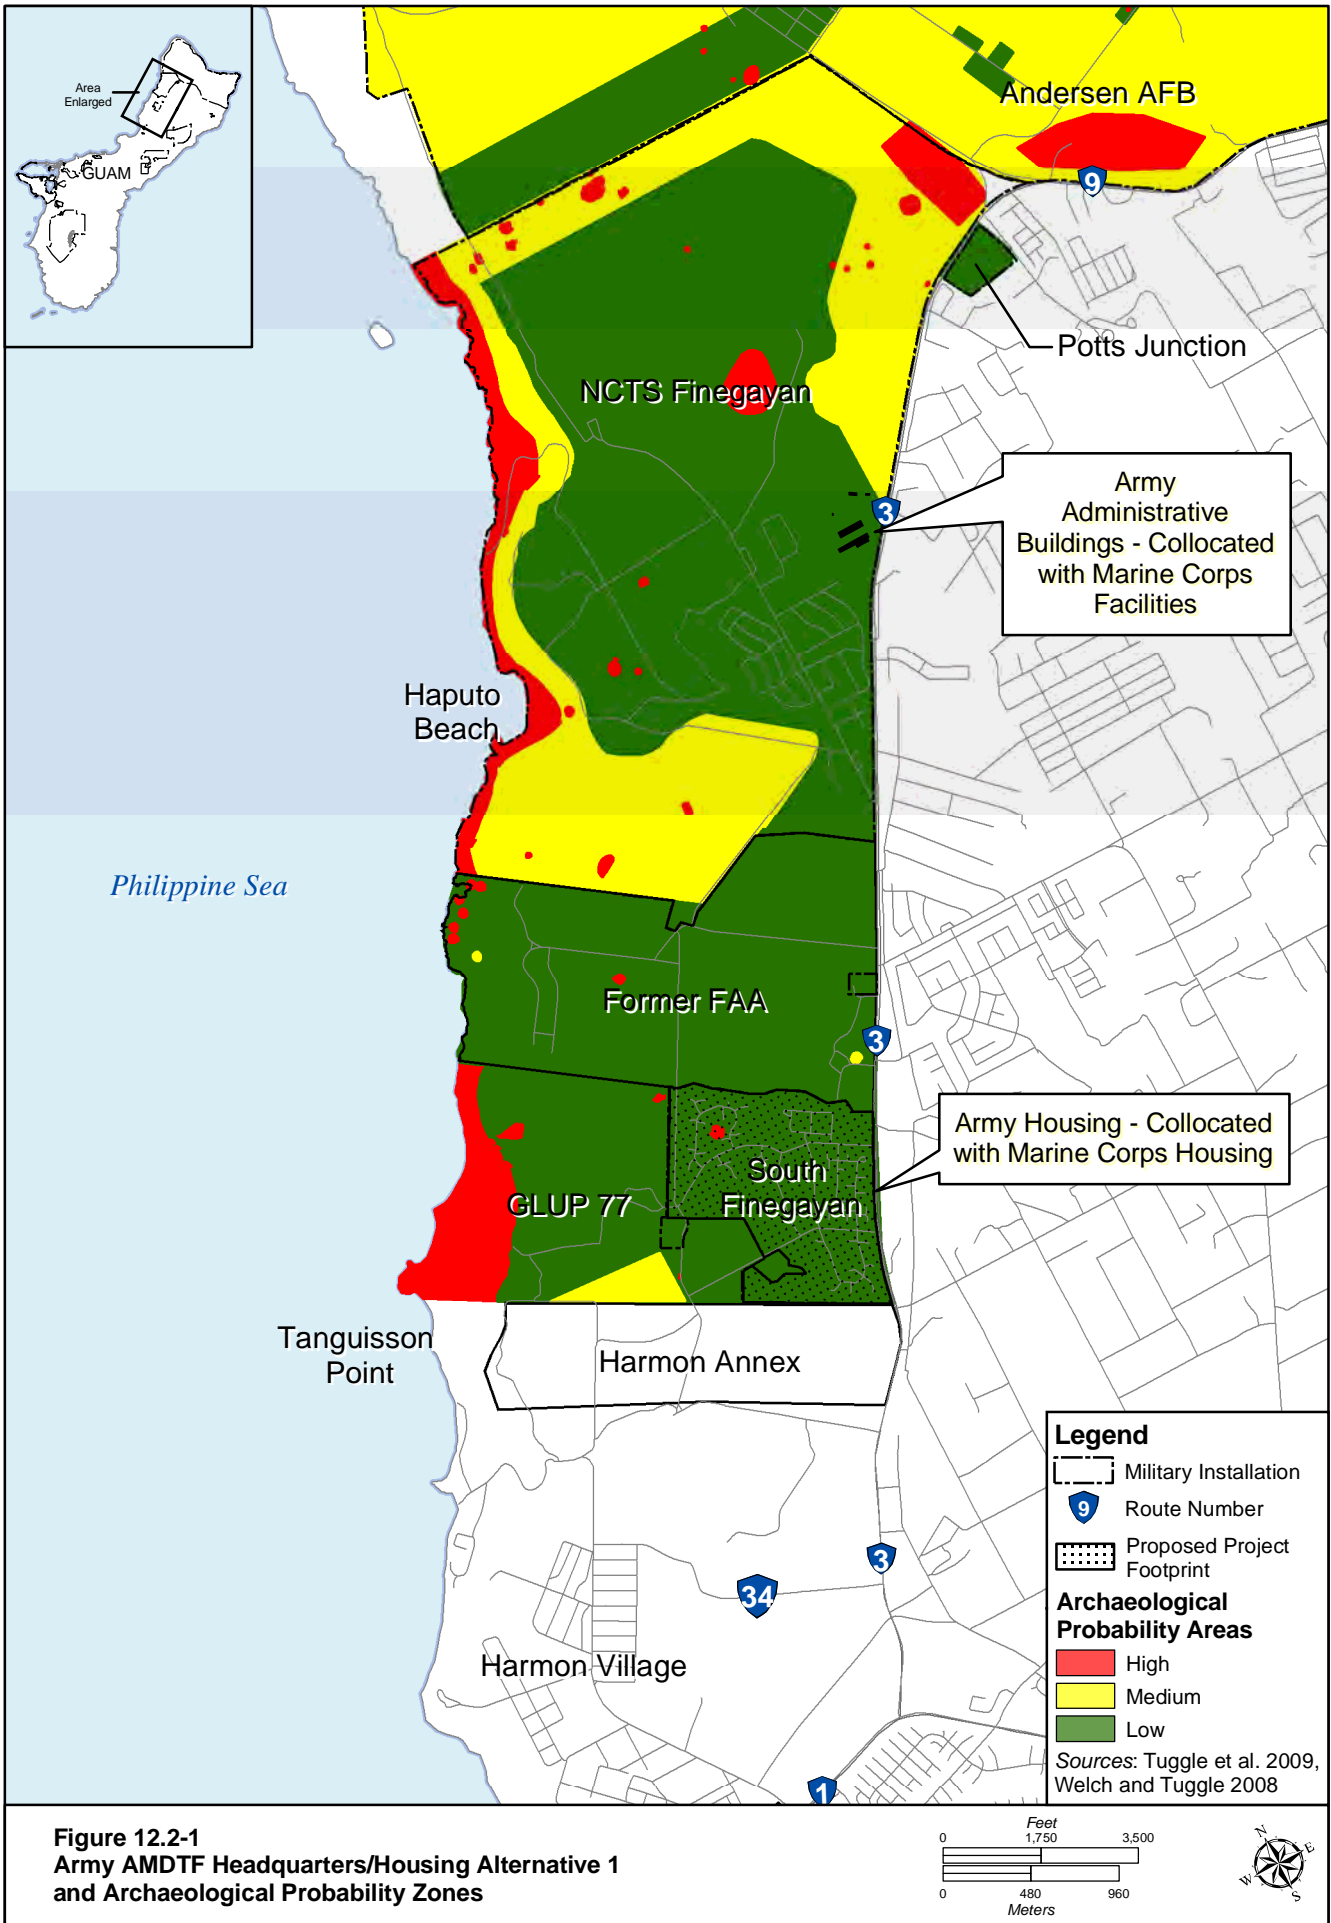 Area
Enlarged
GUAM
Andersen AFB
9
Potts Junction
NCTS Finegayan
3
Army
Administrative
Buildings - Collocated
with Marine Corps
Facilities
Haputo
Beach
Philippine Sea
Former FAA
3
Army Housing - Collocated
with Marine Corps Housing
South
Finegayan
GLUP 77
Tanguisson
Point
Harmon Annex
3
34
Harmon Village
1
Legend
Military Installation
9
Route Number
Proposed Project
Footprint
Archaeological
Probability Areas
High
Medium
Low
Sources: Tuggle et al. 2009,
Welch and Tuggle 2008
Figure 12.2-1
Army AMDTF Headquarters/Housing Alternative 1
and Archaeological Probability Zones
Feet
0 1,750 3,500
0 480 960
Meters
N
E
W
S